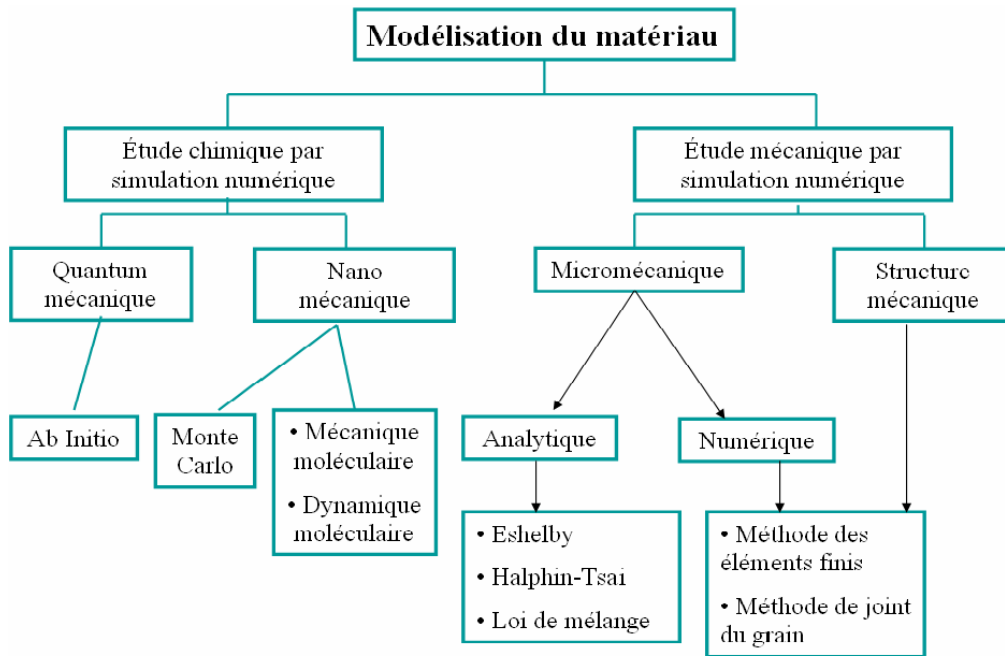 Modélisation du matériau
Étude chimique par
simulation numérique
Étude mécanique par
simulation numérique
Quantum
mécanique
Nano
mécanique
Micromécanique
Structure
mécanique
Ab Initio
Monte
Carlo
• Mécanique
moléculaire
• Dynamique
moléculaire
Analytique
Numérique
• Eshelby
• Halphin-Tsai
• Loi de mélange
• Méthode des
éléments finis
• Méthode de joint
du grain